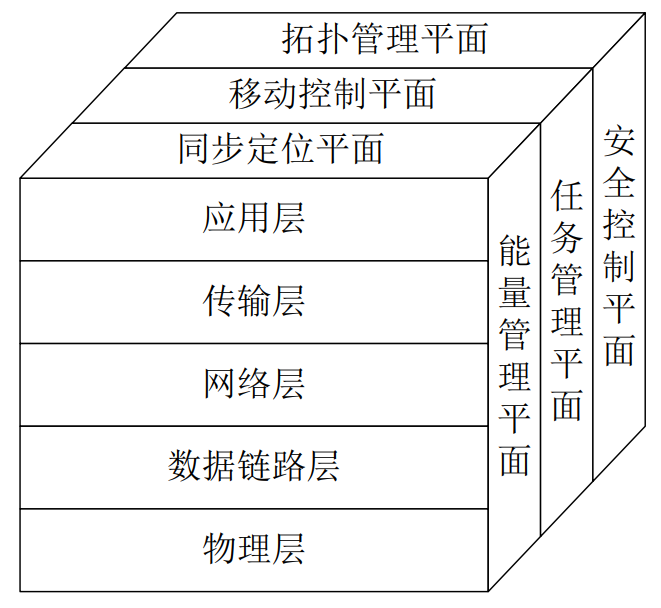 拓扑管理平面
移动控制平面
同步定位平面
应用层
传输层
网络层
数据链路层
物理层
能量管理平面
任务管理平面
安全控制平面